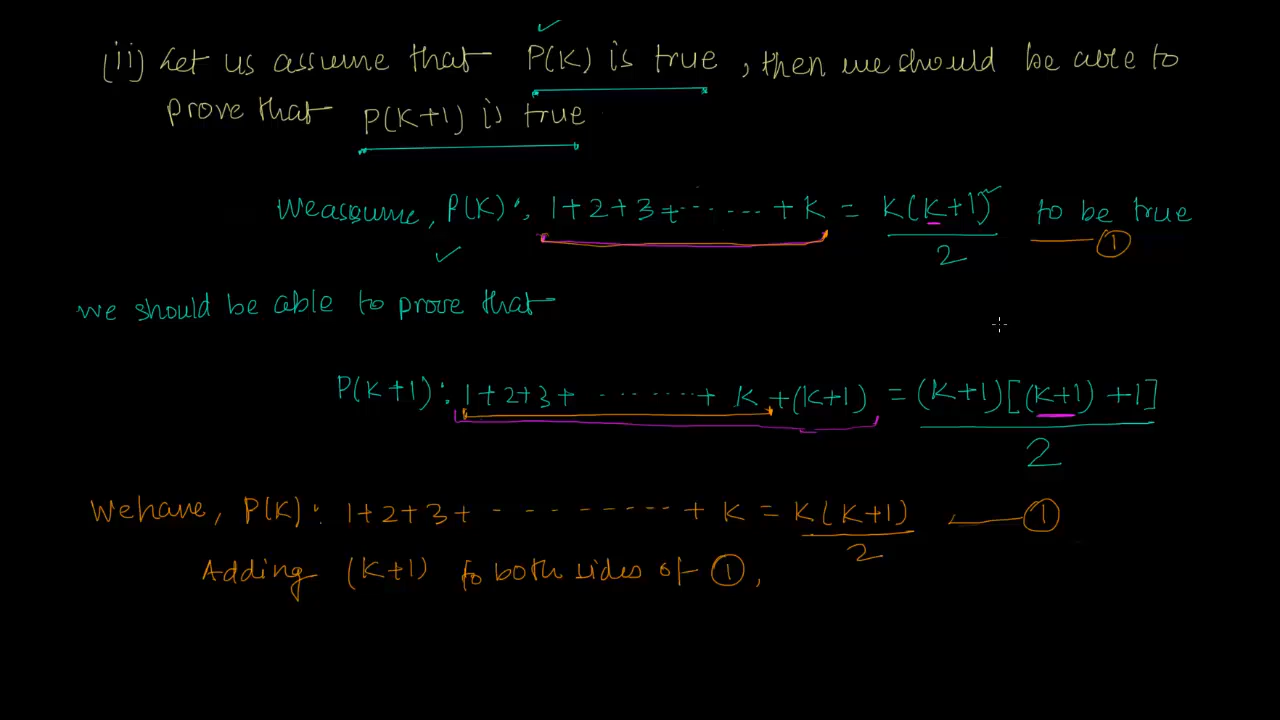 (ii) Let us assume that P(K) is true, then we should be able to
prove that P(K+1) is true
We assume, P(K): 1+2+3+ ....... + K = K(K+1)/2 to be true —— ①
We should be able to prove that
P(K+1): 1+2+3+ ........ + K +(K+1) = (K+1)[(K+1) +1]/2
We have, P(K): 1+2+3+ ---------- + K = K(K+1)/2 —— ①
Adding (K+1) to both sides of ①,